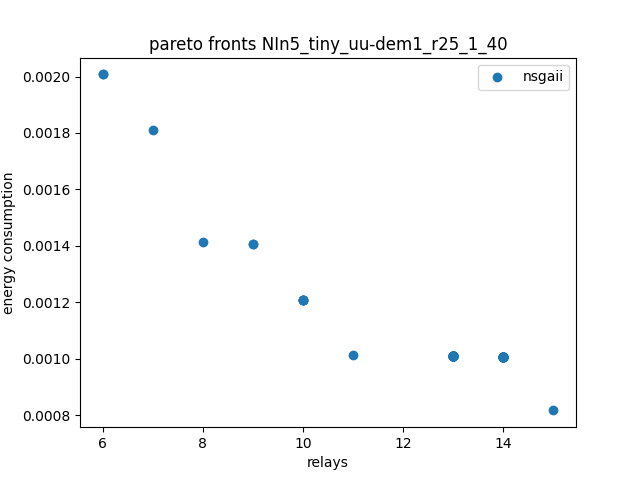 pareto fronts NIn5_tiny_uu-dem1_r25_1_40
nsgaii
energy consumption
0.0020
0.0018
0.0016
0.0014
0.0012
0.0010
0.0008
6 8 10 12 14
relays